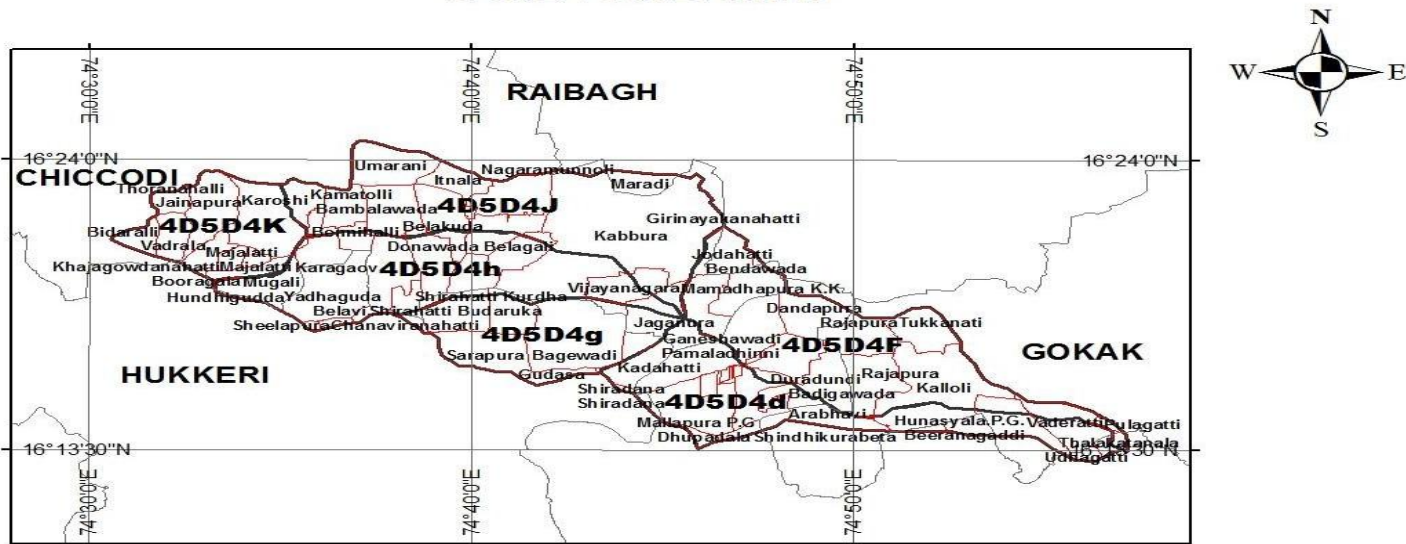 N
W E
S
74°30'0"E 74°40'0"E 74°50'0"E
RAIBAGH
16°24'0"N 16°24'0"N
CHICCODI
Umarani
Itnala
Nagaramunnoli
Maradi
Thoranahalli
Jainapura
Karoshi
Kamatolli
Bambalawada
4D5D4J
Girinayakanahatti
Bidaralli
4D5D4K
Belakuda
Kabbura
Vadrala
Majalatti
Donawada Belagali
Jodahatti
Khajagowdanahatti Majalatti Karagaov
4D5D4h
Bendawada
Booragala Mugali
Vijayanagara Mamadhapura K.K.
Hundhilgudda Yadhaguda
Shirahatti Kurdha
Dandapura
Belavi Shirahatti Budaruka
Sheelapura Chanaviranahatti
Jaganura
Rajapura Tukkanati
4D5D4g
Ganeshawadi
4D5D4F
GOKAK
Sarapura Bagewadi
Pamaladhinni
HUKKERI
Gudasa
Kadahatti
Duradundi
Rajapura
Shiradana
Badigawada
Kalloli
Shiradana
4D5D4d
Arabhavi
Mallapura P.G
Hunasyala.P.G. Vaderatti Pulagatti
Dhupadala Shindhikurabeta
Beeranagaddi
Thalakatanala
16°13'30"N
Udhagatti
74°30'0"E 74°40'0"E 74°50'0"E